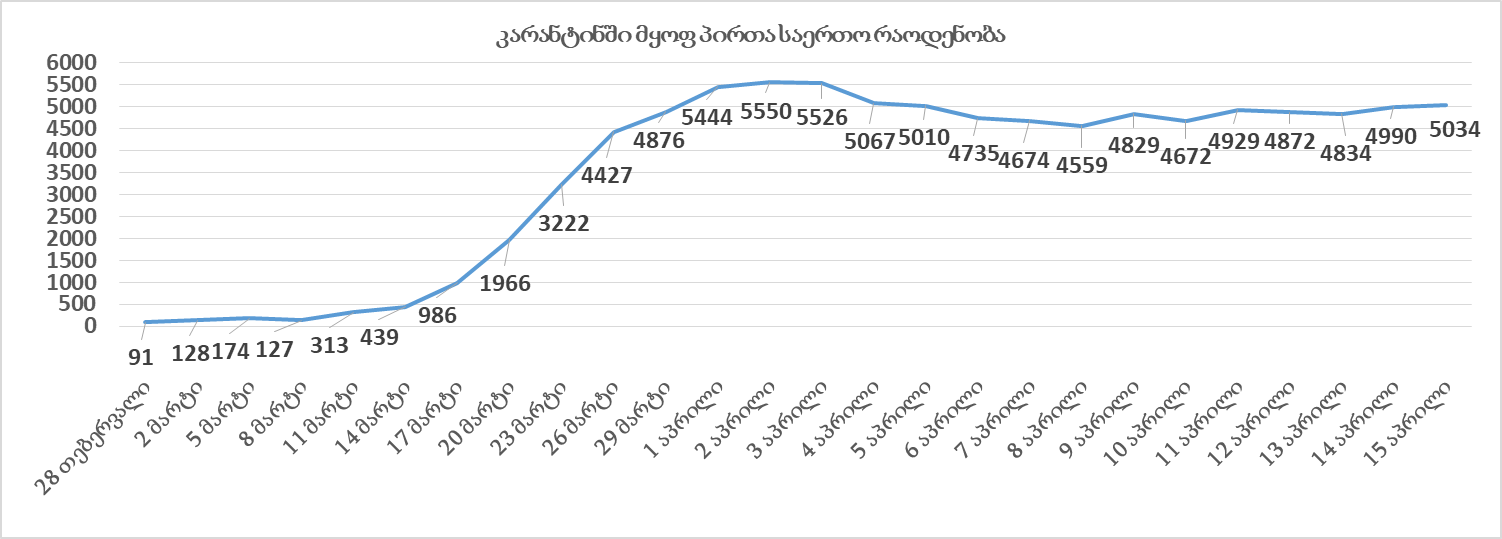 კარანტინში მყოფ პირთა საერთო რაოდენობა
6000
5500
5000
4500
4000
3500
3000
2500
2000
1500
1000
500
0
91
128
174
127
313
439
986
1966
3222
4427
4876
5444
5550
5526
5067
5010
4735
4674
4559
4829
4672
4929
4872
4834
4990
5034
28 თებერვალი
2 მარტი
5 მარტი
8 მარტი
11 მარტი
14 მარტი
17 მარტი
20 მარტი
23 მარტი
26 მარტი
29 მარტი
1 აპრილი
2 აპრილი
3 აპრილი
4 აპრილი
5 აპრილი
6 აპრილი
7 აპრილი
8 აპრილი
9 აპრილი
10 აპრილი
11 აპრილი
12 აპრილი
13 აპრილი
14 აპრილი
15 აპრილი